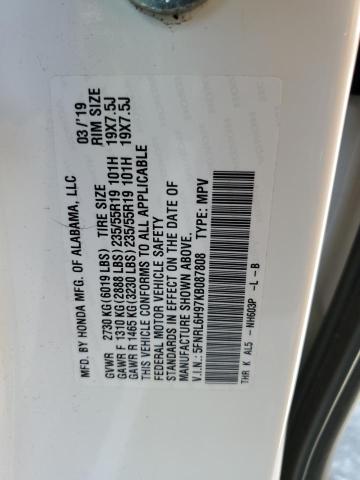 MFD. BY HONDA MFG. OF ALABAMA, LLC 03/'19
TIRE SIZE RIM SIZE
GVWR 2730 KG (6019 LBS)
GAWR F 1310 KG (2888 LBS) 235/55R19 101H 19X7.5J
GAWR R 1465 KG (3230 LBS) 235/55R19 101H 19X7.5J
THIS VEHICLE CONFORMS TO ALL APPLICABLE
FEDERAL MOTOR VEHICLE SAFETY
STANDARDS IN EFFECT ON THE DATE OF
MANUFACTURE SHOWN ABOVE.
V.I.N.: 5FNRL6H97KB087808 TYPE: MPV
THR K AL5 -NH603P -L -B